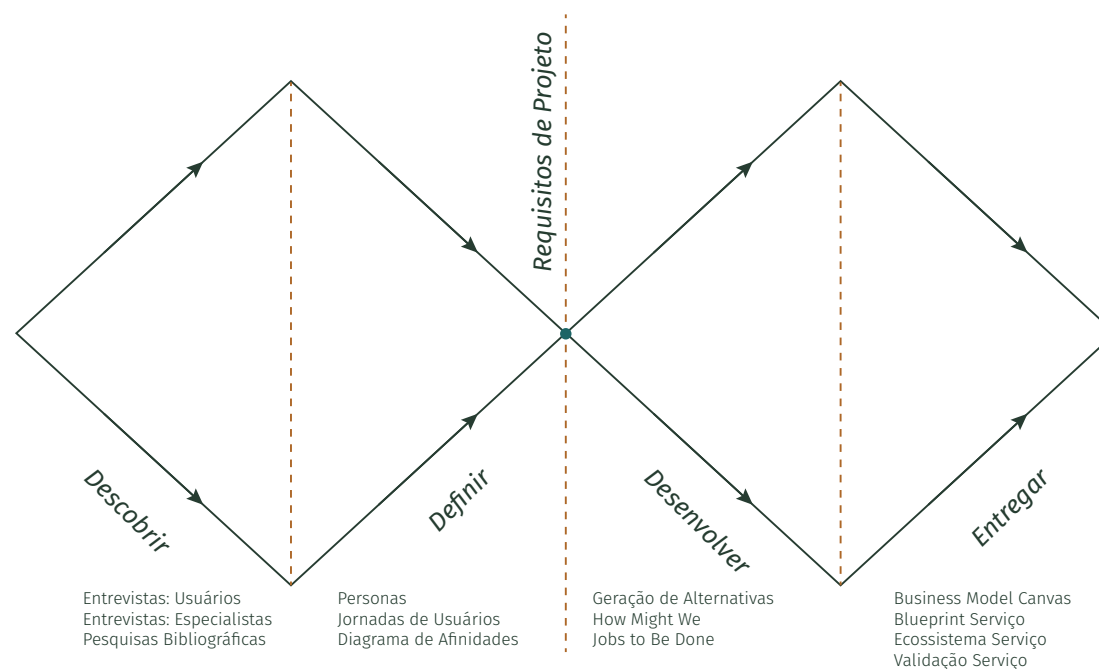 Requisitos de Projeto
Descobrir
Definir
Desenvolver
Entregar
Entrevistas: Usuários
Entrevistas: Especialistas
Pesquisas Bibliográficas
Personas
Jornadas de Usuários
Diagrama de Afinidades
Geração de Alternativas
How Might We
Jobs to Be Done
Business Model Canvas
Blueprint Serviço
Ecossistema Serviço
Validação Serviço